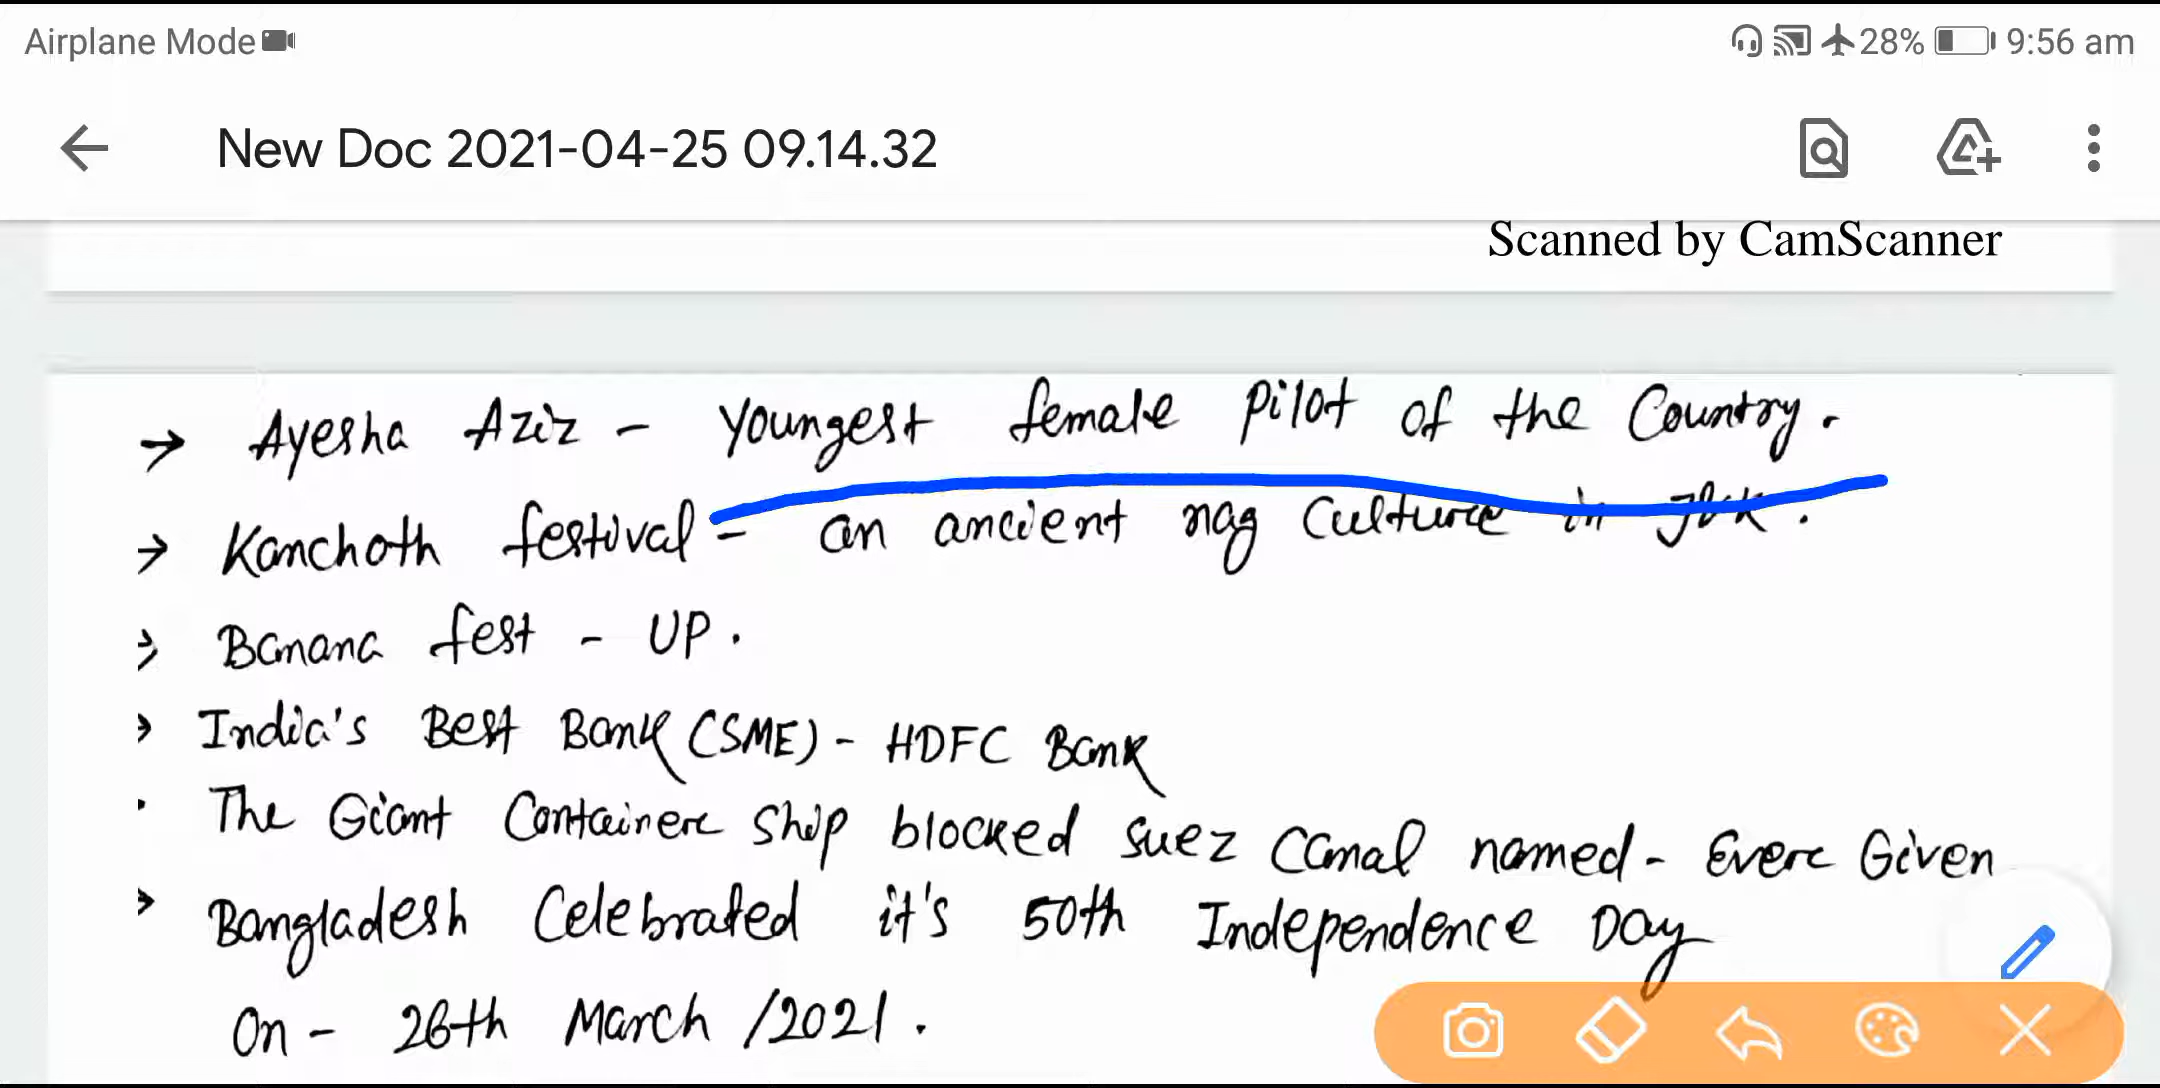 Airplane Mode 28% 9:56 am
New Doc 2021-04-25 09.14.32
Scanned by CamScanner
→ Ayesha Aziz - Youngest female Pilot of the Country.
→ Kanchoth festival - an ancient nag Culture in J&K.
→ Banana fest - UP.
→ India's Best Bank (SME) - HDFC Bank
The Giant Container Ship blocked Suez Canal named - Ever Given
→ Bangladesh Celebrated it's 50th Independence Day
On - 26th March /2021.